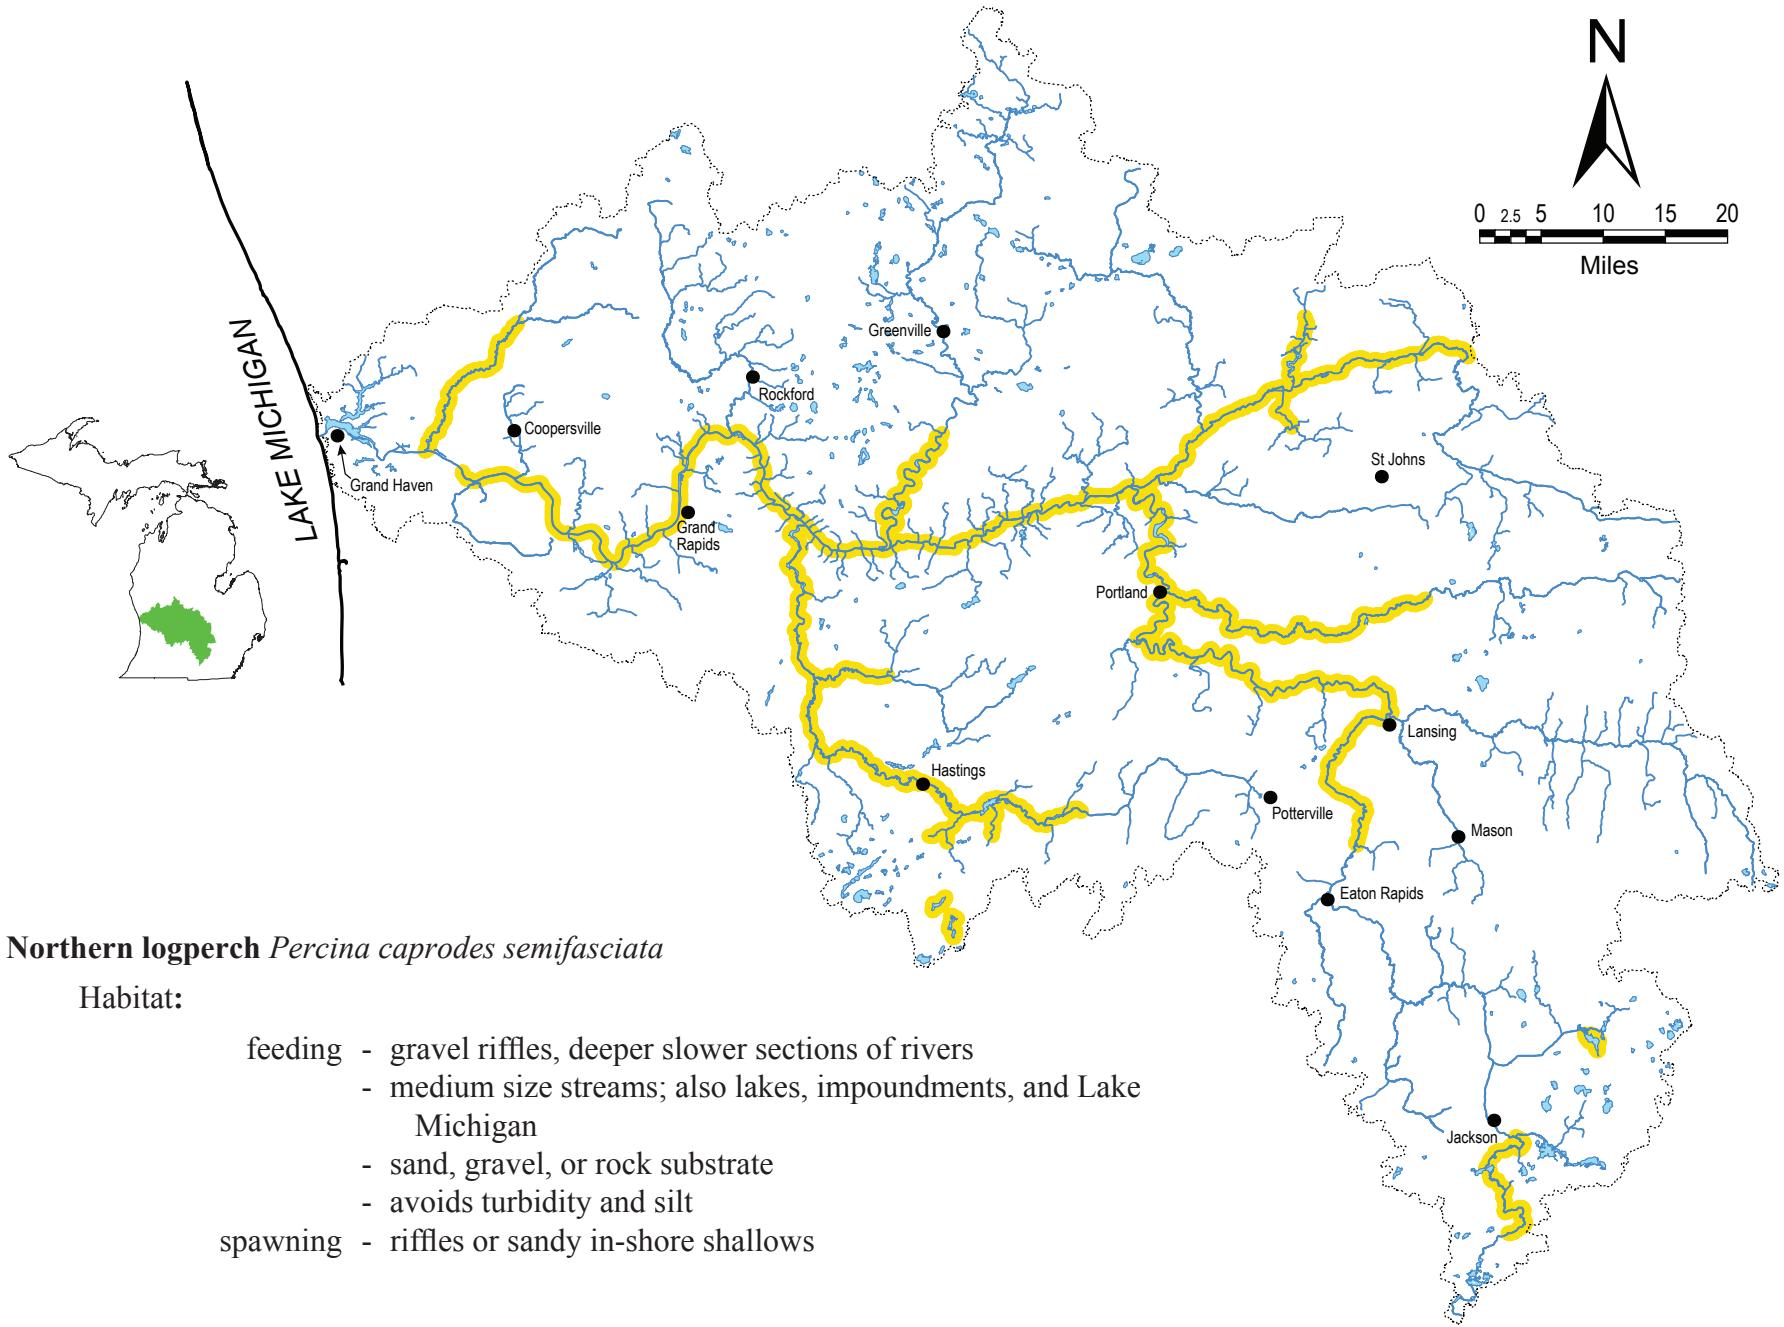 N
0 2.5 5 10 15 20
Miles
LAKE MICHIGAN
Greenville
Rockford
Coopersville
Grand Haven
St Johns
Grand
Rapids
Portland
Lansing
Hastings
Potterville
Mason
Eaton Rapids
Jackson
Northern logperch Percina caprodes semifasciata
Habitat:
feeding - gravel riffles, deeper slower sections of rivers
- medium size streams; also lakes, impoundments, and Lake
Michigan
- sand, gravel, or rock substrate
- avoids turbidity and silt
spawning - riffles or sandy in-shore shallows